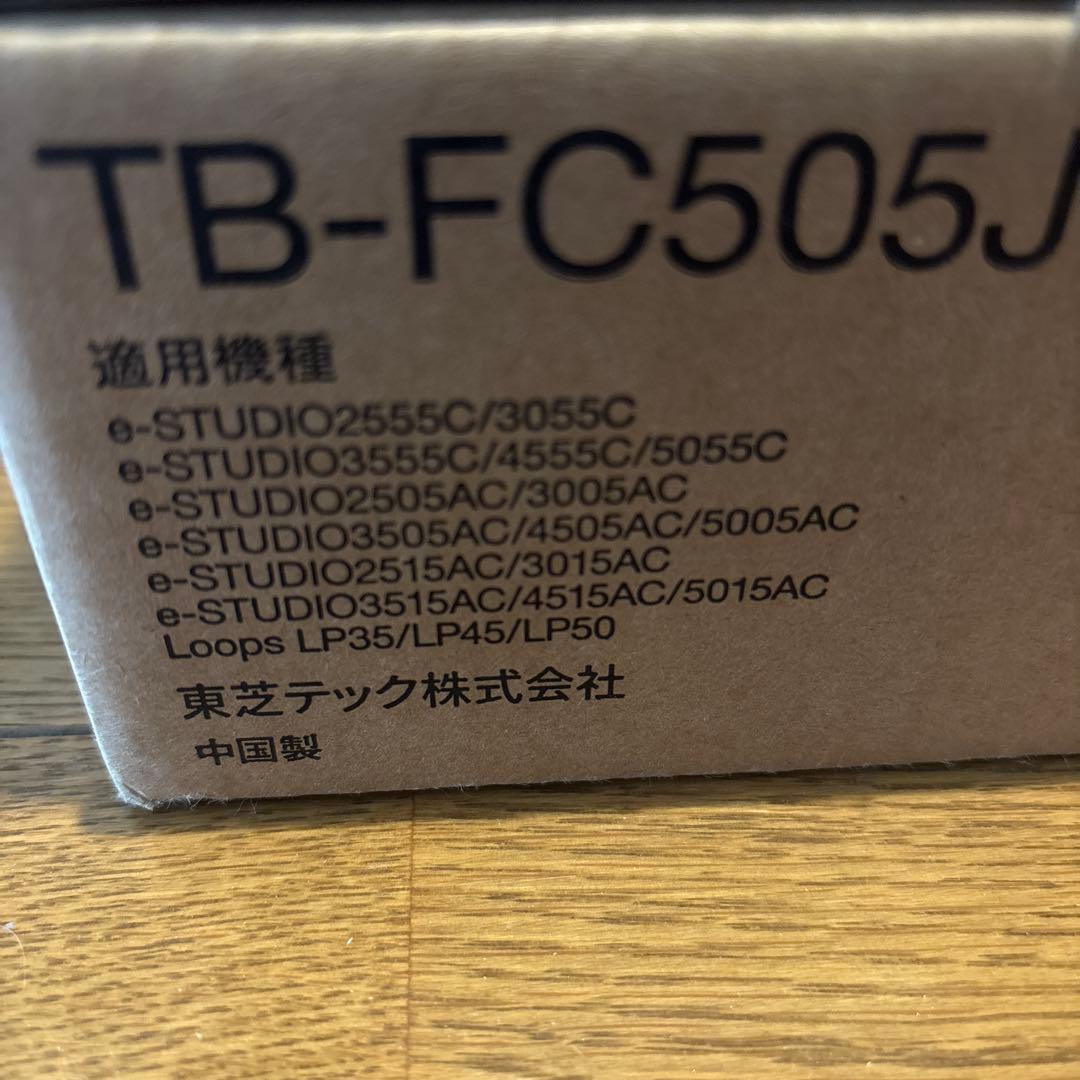 TB-FC505J
適用機種
e-STUDIO2555C/3055C
e-STUDIO3555C/4555C/5055C
e-STUDIO2505AC/3005AC
e-STUDIO3505AC/4505AC/5005AC
e-STUDIO2515AC/3015AC
e-STUDIO3515AC/4515AC/5015AC
Loops LP35/LP45/LP50
東芝テック株式会社
中国製